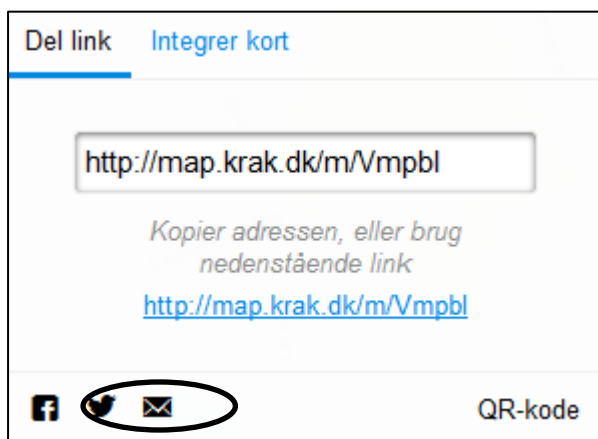 Del link Integrer kort
http://map.krak.dk/m/Vmpbl
Kopier adressen, eller brug
nedenstående link
http://map.krak.dk/m/Vmpbl
QR-kode